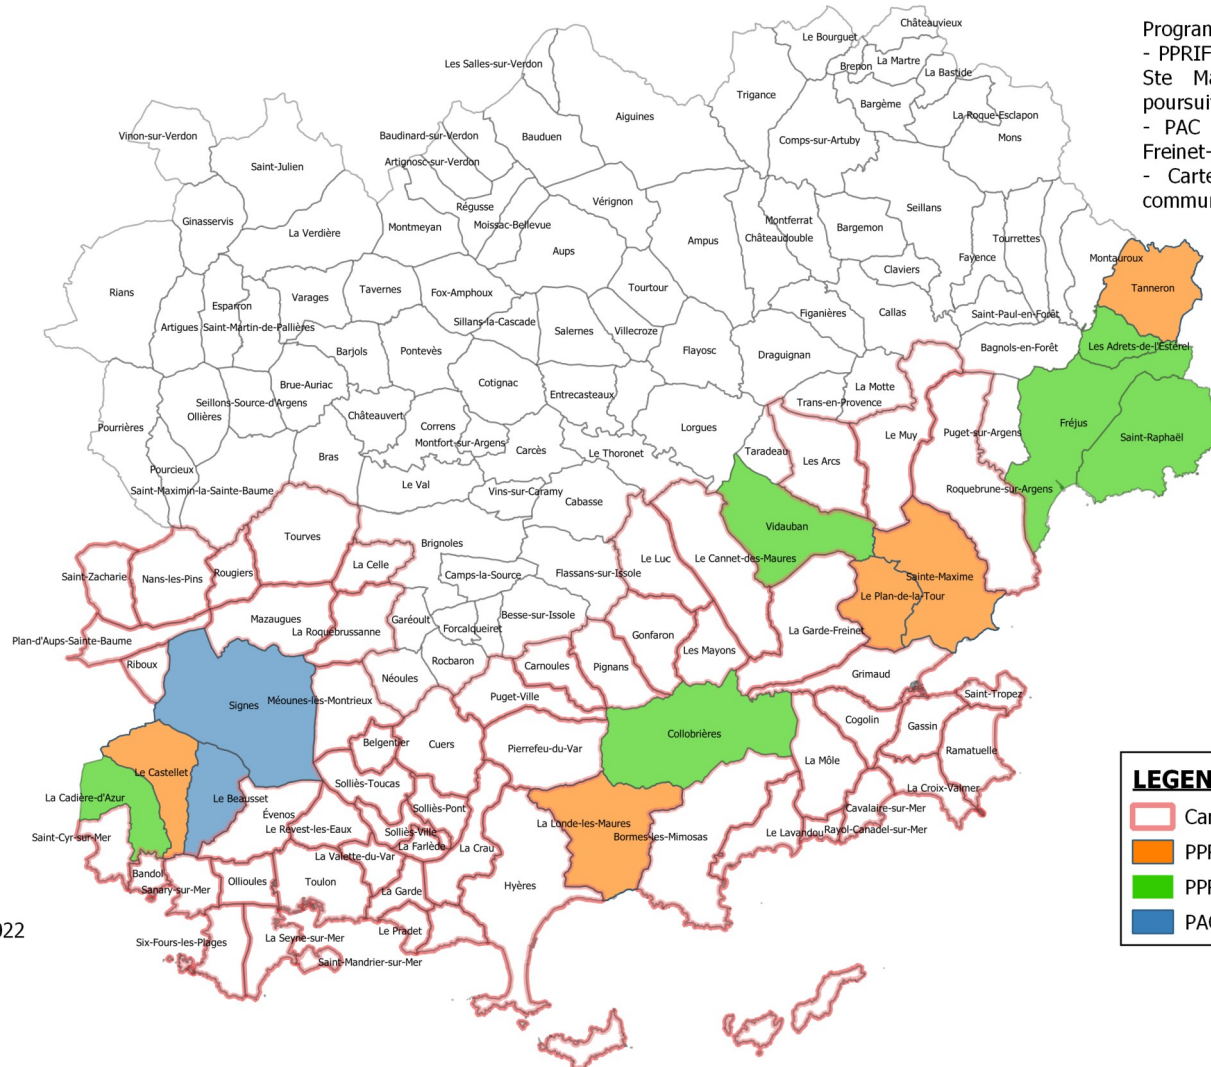 Châteauvieux
Le Bourguet
Program
- PPRIF
Ste Ma
poursuit
- PAC
Freinet-
- Carte
commun
La Martre
Brenon
La Bastide
Les Salles-sur-Verdon
Trigance
Bargème
Aiguines
La Roque-Esclapon
Vinon-sur-Verdon
Baudinard-sur-Verdon
Bauduen
Comps-sur-Artuby
Mons
Saint-Julien
Artignosc-sur-Verdon
Vérignon
Régusse
Seillans
Ginasservis
La Verdière
Montmeyan
Moissac-Bellevue
Montferrat
Bargemon
Châteaudouble
Tourrettes
Ampus
Aups
Fayence
Montauroux
Claviers
Rians
Tavernes
Fox-Amphoux
Tourtour
Tanneron
Esparron
Varages
Artigues
Saint-Martin-de-Pallières
Sillans-la-Cascade
Salernes
Villecroze
Figanières
Callas
Saint-Paul-en-Forêt
Barjols
Pontevès
Flayosc
Draguignan
Bagnols-en-Forêt
Les Adrets-de-l'Estérel
Brue-Auriac
Cotignac
Entrecasteaux
La Motte
Seillons-Source-d'Argens
Ollières
Châteauvert
Trans-en-Provence
Pourrières
Correns
Lorgues
Le Muy
Puget-sur-Argens
Fréjus
Saint-Raphaël
Montfort-sur-Argens
Carcès
Le Thoronet
Taradeau
Les Arcs
Bras
Pourcieux
Le Val
Saint-Maximin-la-Sainte-Baume
Vins-sur-Caramy
Cabasse
Roquebrune-sur-Argens
Vidauban
Tourves
Brignoles
Le Luc
Le Cannet-des-Maures
La Celle
Saint-Zacharie
Nans-les-Pins
Rougiers
Camps-la-Source
Flassans-sur-Issole
Sainte-Maxime
Le Plan-de-la-Tour
Mazaugues
Garéoult
Besse-sur-Issole
La Roquebrussanne
Forcalqueiret
La Garde-Freinet
Plan-d'Aups-Sainte-Baume
Gonfaron
Les Mayons
Riboux
Rocbaron
Carnoules
Pignans
Grimaud
Néoules
Saint-Tropez
Puget-Ville
Signes
Méounes-lès-Montrieux
Cogolin
Gassin
Collobrières
Belgentier
Cuers
Pierrefeu-du-Var
Ramatuelle
La Môle
Le Castellet
LEGEN
Solliès-Toucas
La Croix-Valmer
La Cadière-d'Azur
Le Beausset
Solliès-Pont
Cavalaire-sur-Mer
Car
Évenos
La Londe-les-Maures
Le Revest-les-Eaux
Solliès-Ville
Le Lavandou
Rayol-Canadel-sur-Mer
Saint-Cyr-sur-Mer
Bormes-les-Mimosas
La Farlède
La Crau
PPF
La Valette-du-Var
Bandol
Ollioules
Toulon
Sanary-sur-Mer
La Garde
Hyères
PPF
PAC
022
Le Pradet
Six-Fours-les-Plages
La Seyne-sur-Mer
Saint-Mandrier-sur-Mer